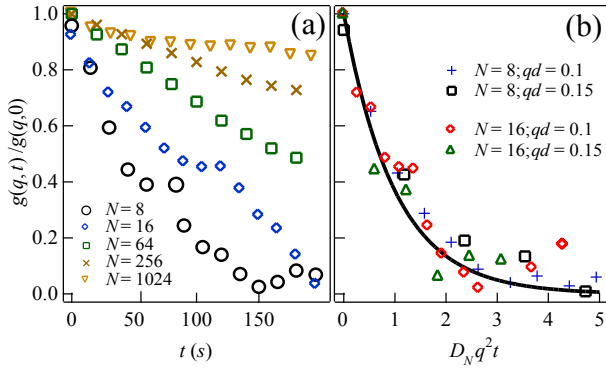 (a)
(b)
g(q,t)/g(q,0)
1.0
0.8
0.6
0.4
0.2
0.0
N = 8
N = 16
N = 64
N = 256
N = 1024
0
50
100
150
t (s)
N = 8; qd = 0.1
N = 8; qd = 0.15
N = 16; qd = 0.1
N = 16; qd = 0.15
0 1 2 3 4 5
D_N q²t